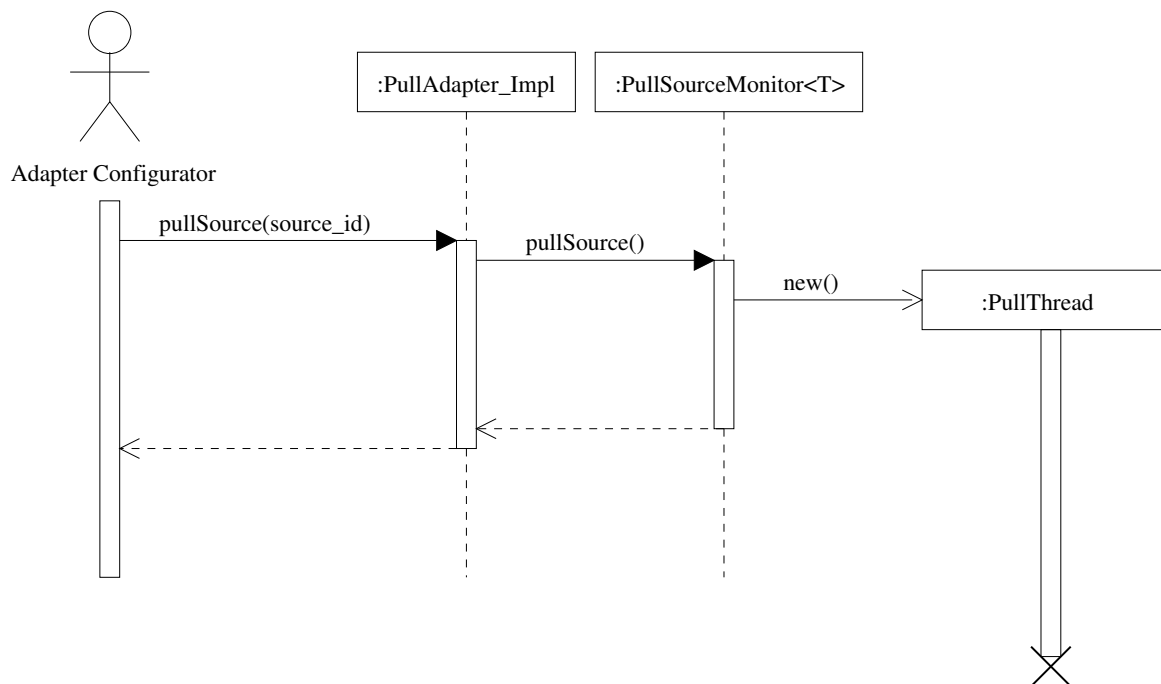 :PullAdapter_Impl
:PullSourceMonitor<T>
Adapter Configurator
pullSource(source_id)
pullSource()
new()
:PullThread